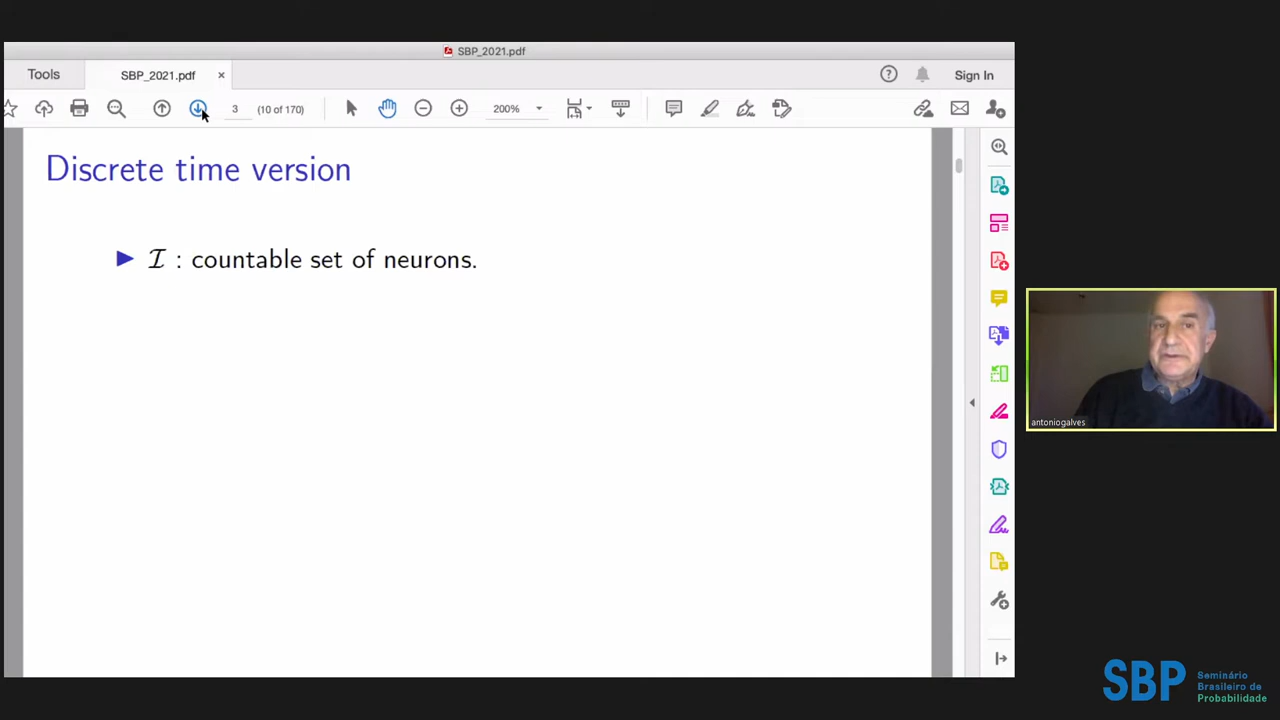 SBP_2021.pdf
Tools
SBP_2021.pdf
Sign In
3
(10 of 170)
200%
Discrete time version
I : countable set of neurons.
antoniogalves
SBP
Seminário
Brasileiro de
Probabilidade